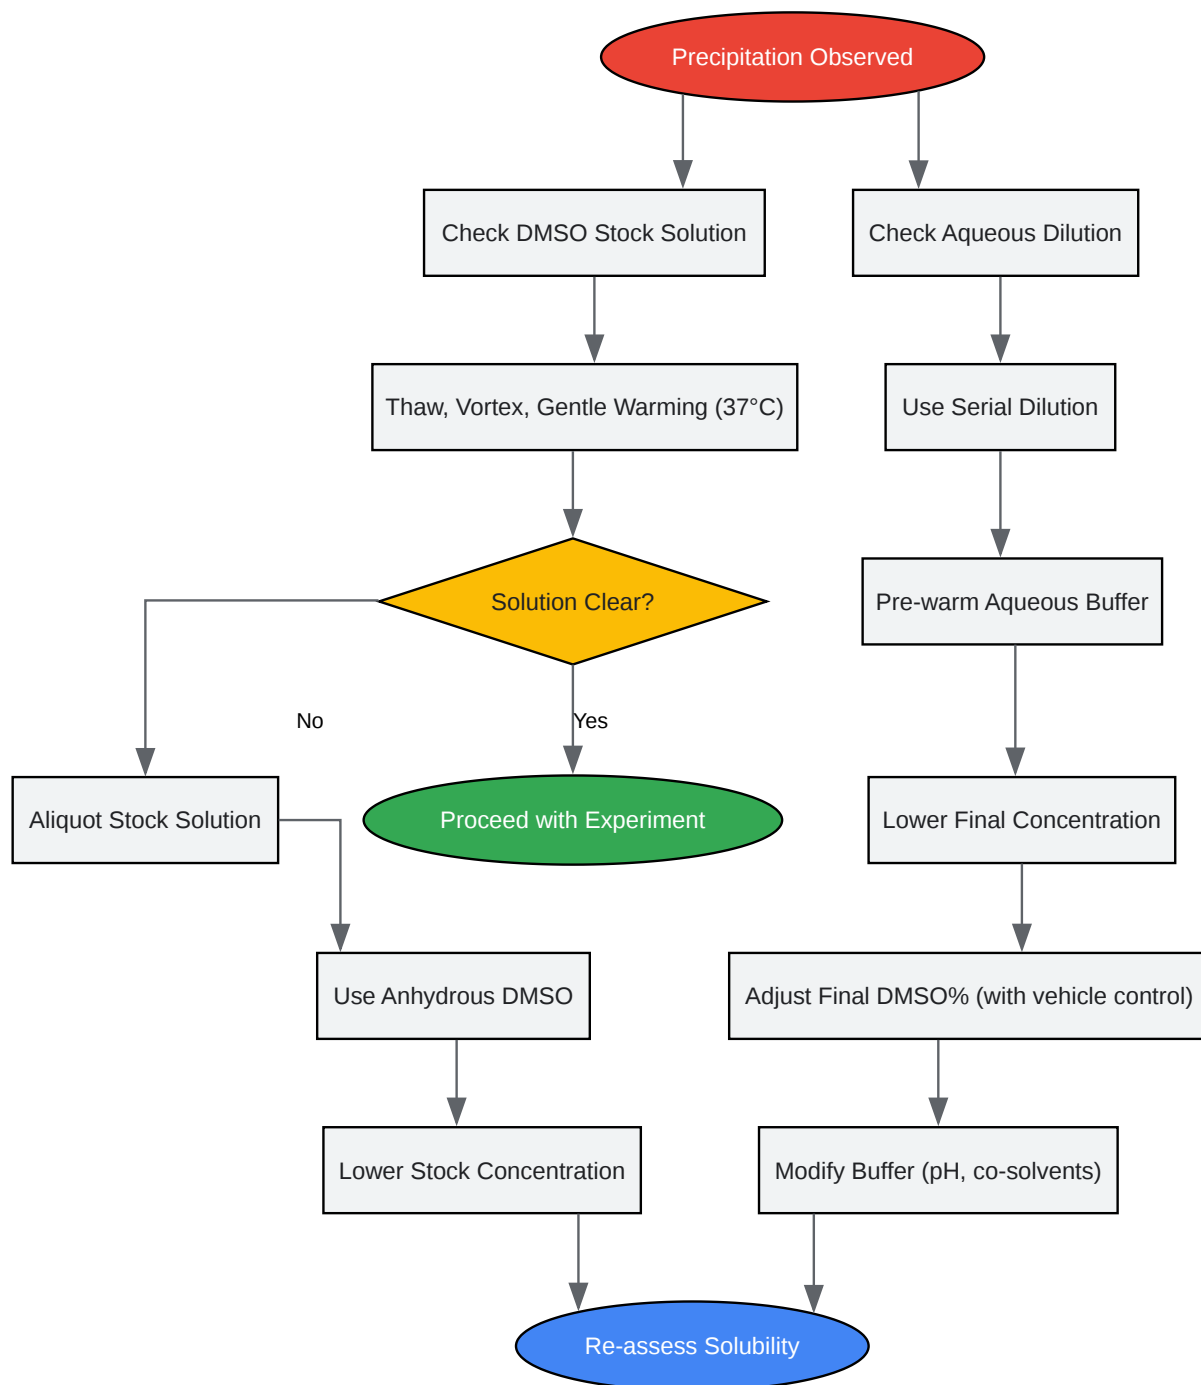 Precipitation Observed
Check DMSO Stock Solution
Check Aqueous Dilution
Thaw, Vortex, Gentle Warming (37°C)
Use Serial Dilution
Solution Clear?
Pre-warm Aqueous Buffer
No
Yes
Aliquot Stock Solution
Proceed with Experiment
Lower Final Concentration
Use Anhydrous DMSO
Adjust Final DMSO% (with vehicle control)
Lower Stock Concentration
Modify Buffer (pH, co-solvents)
Re-assess Solubility